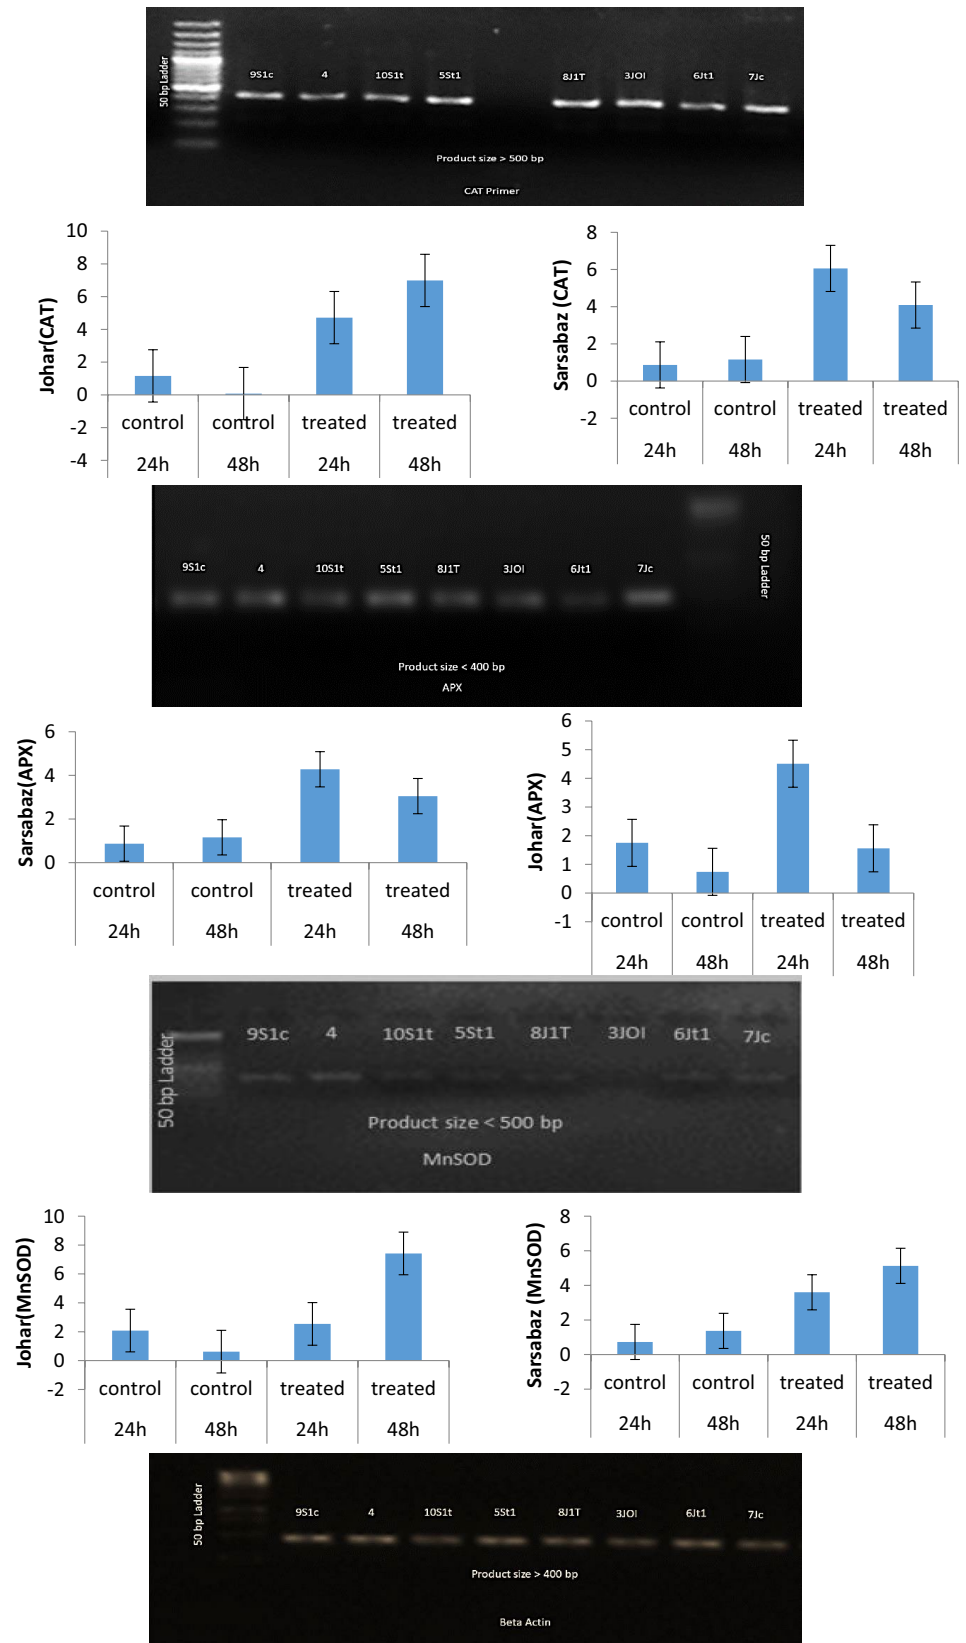 50 bp Ladder
9S1c 4 10S1t 5St1 8J1T 3JOI 6Jt1 7Jc
Product size > 500 bp
CAT Primer
Johar(CAT)
10
8
6
4
2
0
-2
-4
control control treated treated
24h 48h 24h 48h
Sarsabaz (CAT)
8
6
4
2
0
-2
control control treated treated
24h 48h 24h 48h
9S1c 4 10S1t 5St1 8J1T 3JOI 6Jt1 7Jc
50 bp Ladder
Product size < 400 bp
APX
Sarsabaz(APX)
6
4
2
0
control control treated treated
24h 48h 24h 48h
Johar(APX)
6
5
4
3
2
1
0
-1
control control treated treated
24h 48h 24h 48h
50 bp Ladder
9S1c 4 10S1t 5St1 8J1T 3JOI 6Jt1 7Jc
Product size < 500 bp
MnSOD
Johar(MnSOD)
10
8
6
4
2
0
-2
control control treated treated
24h 48h 24h 48h
Sarsabaz (MnSOD)
8
6
4
2
0
-2
control control treated treated
24h 48h 24h 48h
50 bp Ladder
9S1c 4 10S1t 5St1 8J1T 3JOI 6Jt1 7Jc
Product size > 400 bp
Beta Actin